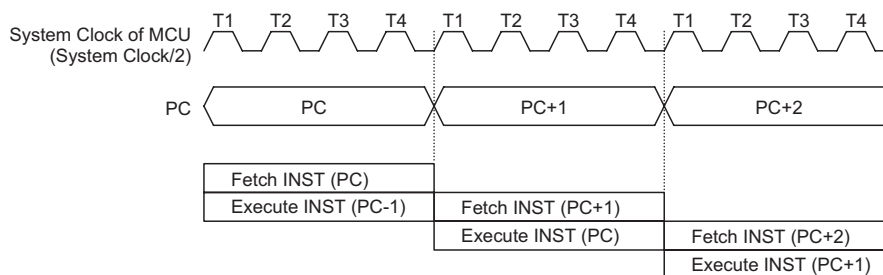 T1 T2 T3 T4 T1 T2 T3 T4 T1 T2 T3 T4
System Clock of MCU
(System Clock/2)
PC PC PC+1 PC+2
Fetch INST (PC)
Execute INST (PC-1) Fetch INST (PC+1)
Execute INST (PC) Fetch INST (PC+2)
Execute INST (PC+1)